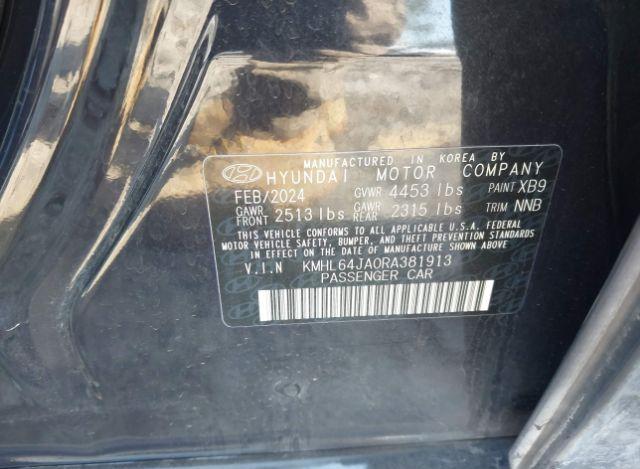 MANUFACTURED IN KOREA BY
HYUNDAI MOTOR COMPANY
FEB/2024 GVWR 4453 lbs PAINT XB9
GAWR FRONT 2513 lbs GAWR REAR 2315 lbs TRIM NNB
THIS VEHICLE CONFORMS TO ALL APPLICABLE U.S.A FEDERAL
MOTOR VEHICLE SAFETY, BUMPER, AND THEFT PREVENTION
STANDARDS IN EFFECT ON THE DATE OF MANUFACTURE SHOWN ABOVE
V.I.N KMHL64JA0RA381913
PASSENGER CAR